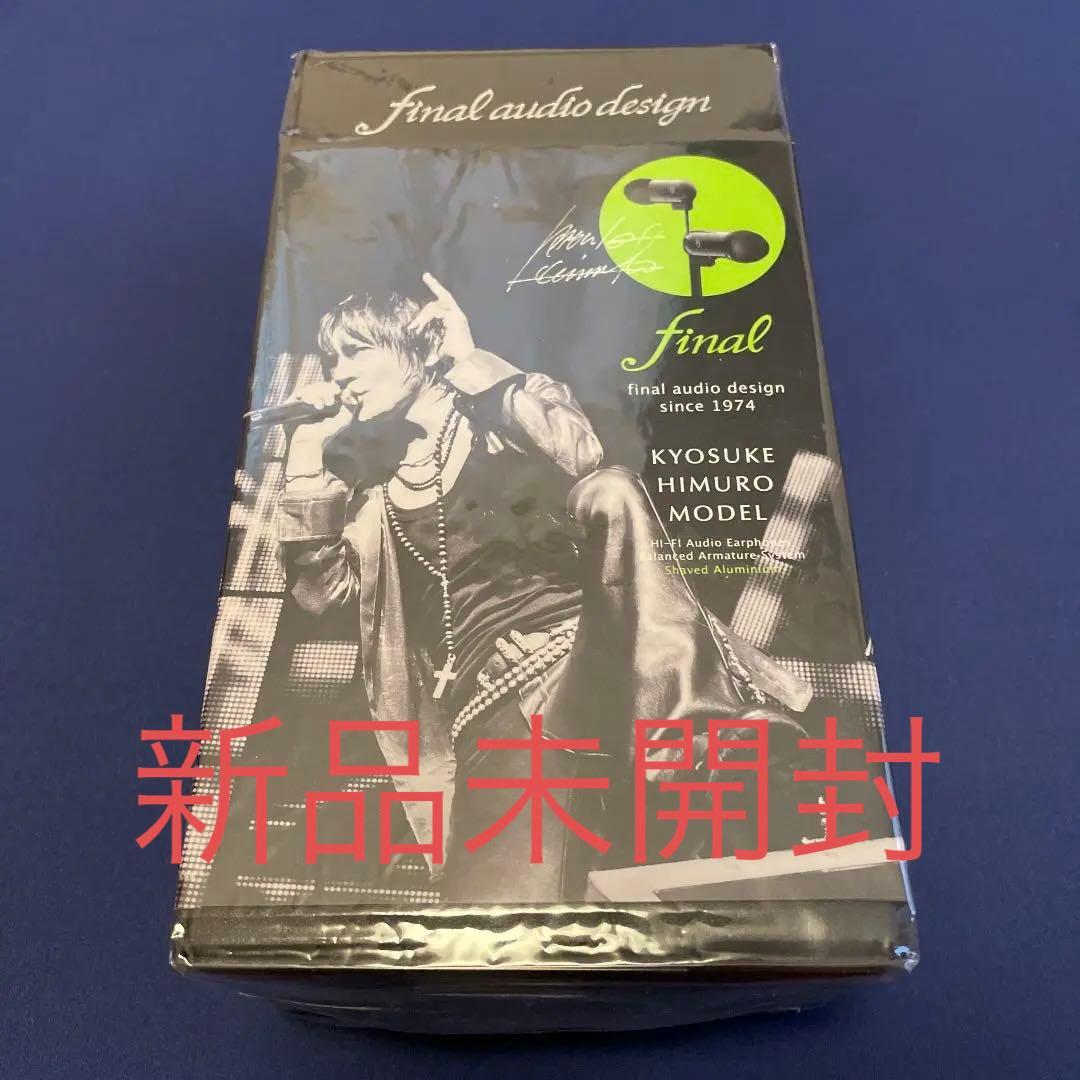 final audio design
final
final audio design
since 1974
KYOSUKE
HIMURO
MODEL
HI-FI Audio Earphones
Balanced Armature System
Shaved Aluminium
新品未開封